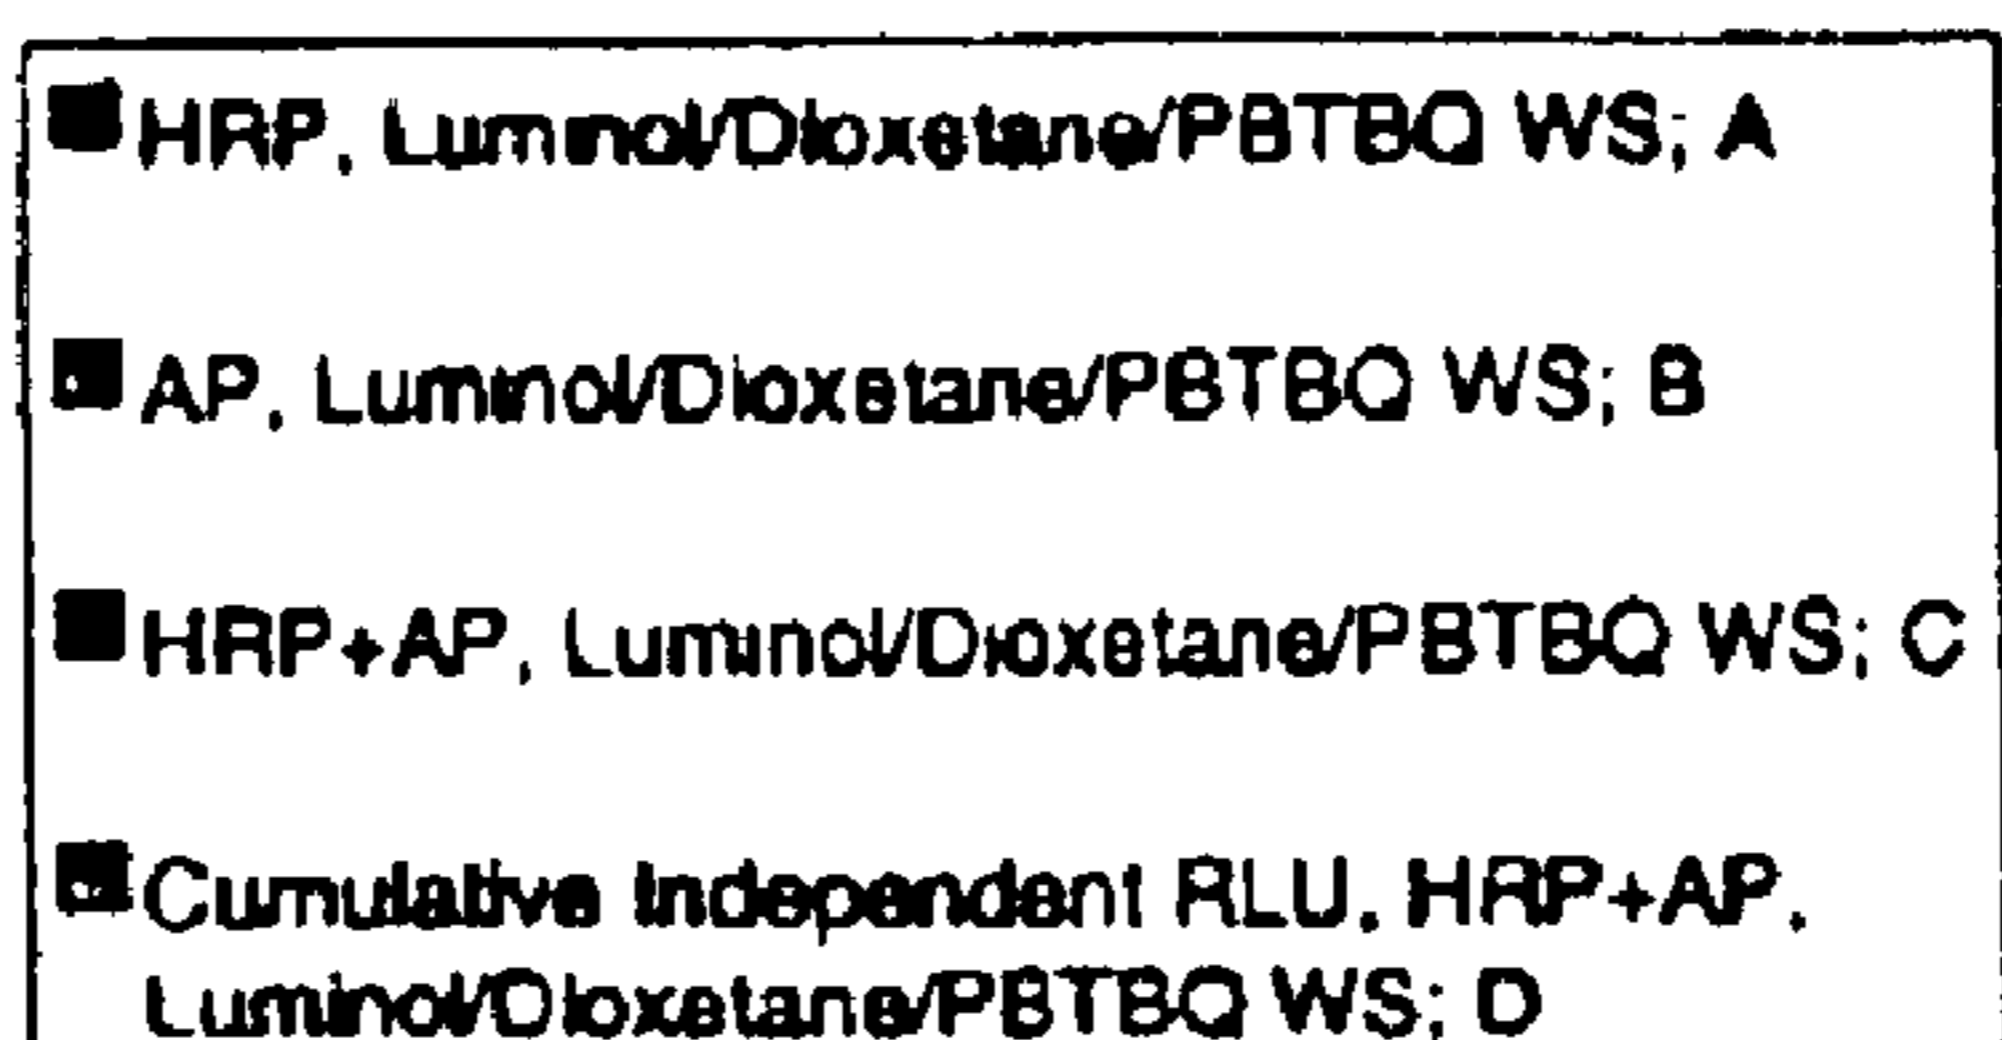 HRP, Luminol/Dioxetane/PBTBQ WS; A
AP, Luminol/Dioxetane/PBTBQ WS; B
HRP+AP, Luminol/Dioxetane/PBTBQ WS; C
Cumulative Independent RLU, HRP+AP,
Luminol/Dioxetane/PBTBQ WS; D